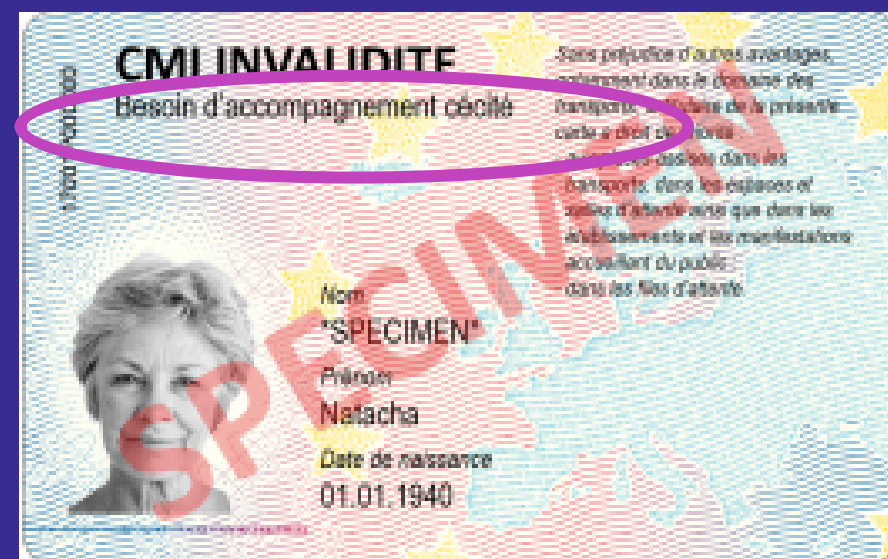 CMI INVALIDITE
Besoin d'accompagnement cécité
Sans préjudice d'autres avantages,
notamment dans le domaine des
transports, titulaire de la présente
carte a droit de priorité
assises dans les
transports, dans les espaces et
salles d'attente ainsi que dans les
établissements et les manifestations
accueillant du public
- dans les files d'attente.
Nom
"SPECIMEN"
Prénom
Natacha
Date de naissance
01.01.1940
SPECIMEN